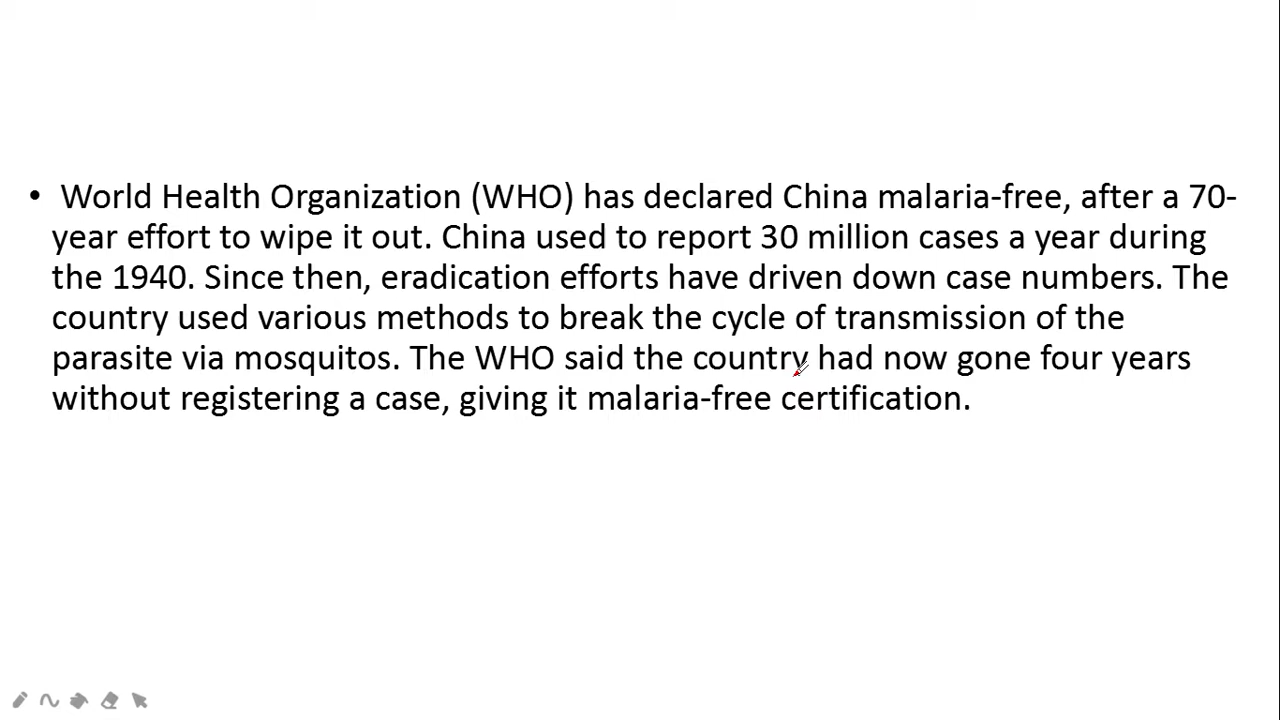 • World Health Organization (WHO) has declared China malaria-free, after a 70-
year effort to wipe it out. China used to report 30 million cases a year during
the 1940. Since then, eradication efforts have driven down case numbers. The
country used various methods to break the cycle of transmission of the
parasite via mosquitos. The WHO said the country had now gone four years
without registering a case, giving it malaria-free certification.